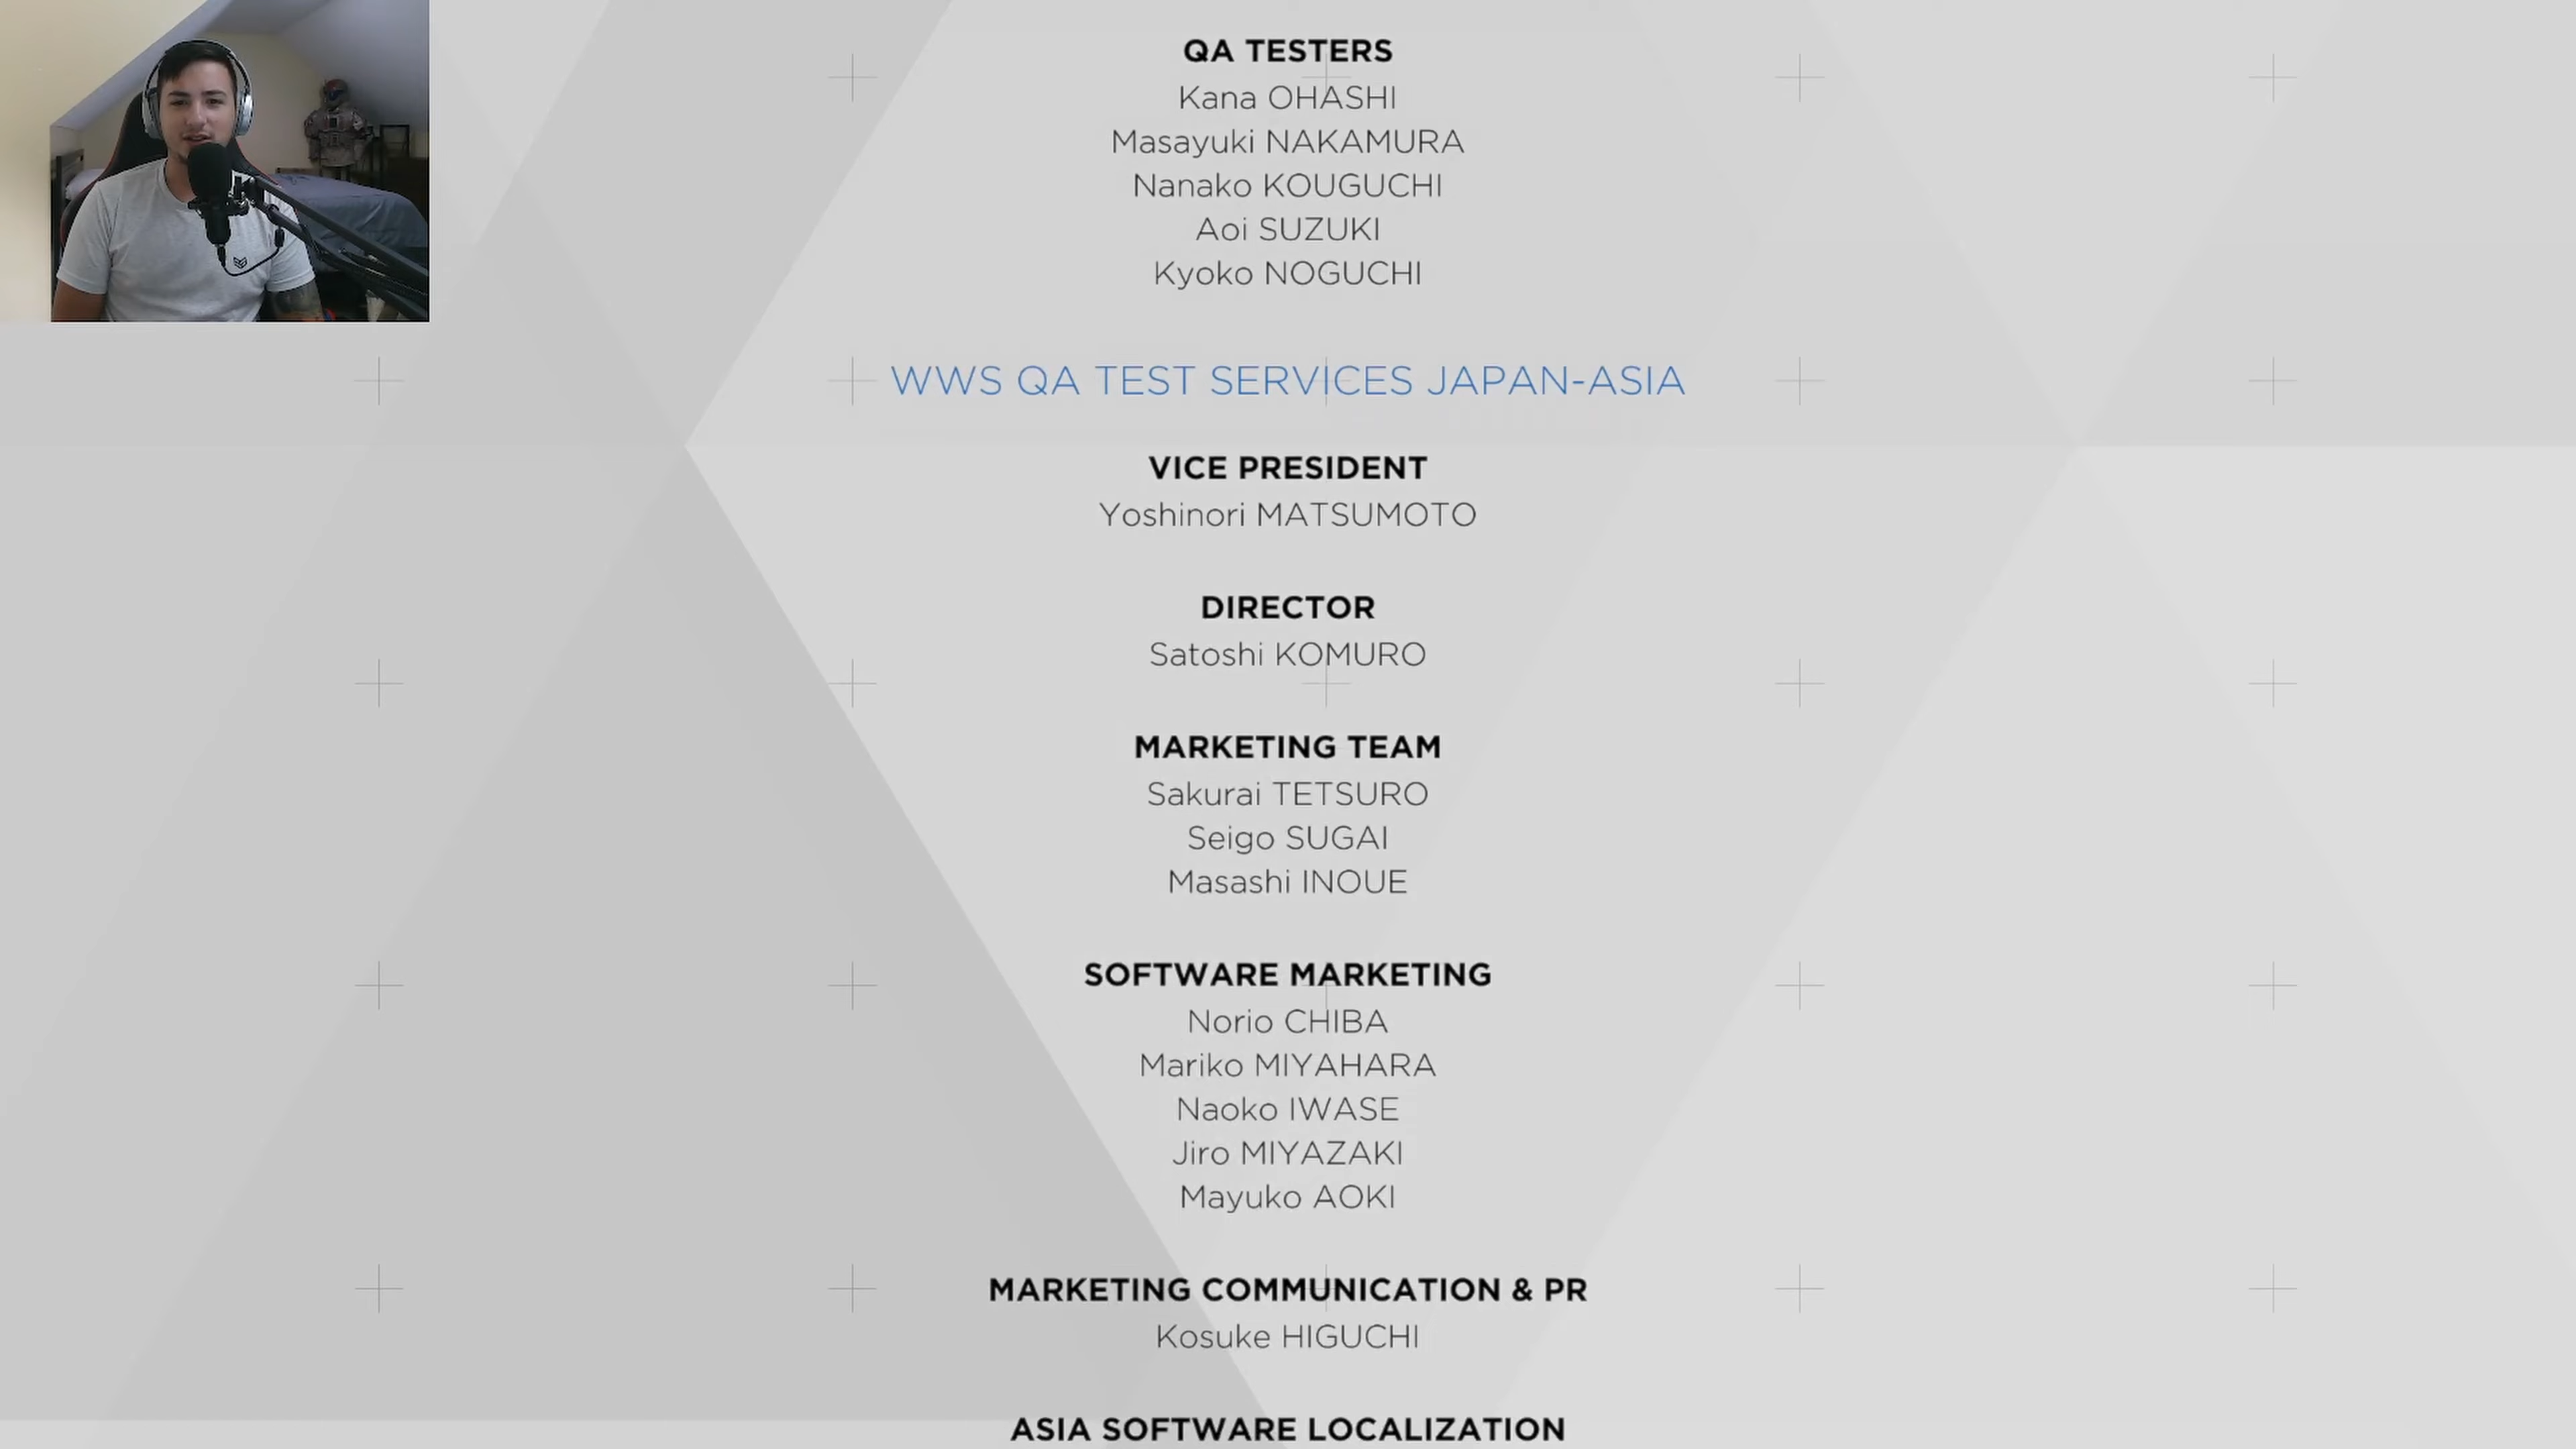 QA TESTERS
Kana OHASHI
Masayuki NAKAMURA
Nanako KOUGUCHI
Aoi SUZUKI
Kyoko NOGUCHI
WWS QA TEST SERVICES JAPAN-ASIA
VICE PRESIDENT
Yoshinori MATSUMOTO
DIRECTOR
Satoshi KOMURO
MARKETING TEAM
Sakurai TETSURO
Seigo SUGAI
Masashi INOUE
SOFTWARE MARKETING
Norio CHIBA
Mariko MIYAHARA
Naoko IWASE
Jiro MIYAZAKI
Mayuko AOKI
MARKETING COMMUNICATION & PR
Kosuke HIGUCHI
ASIA SOFTWARE LOCALIZATION